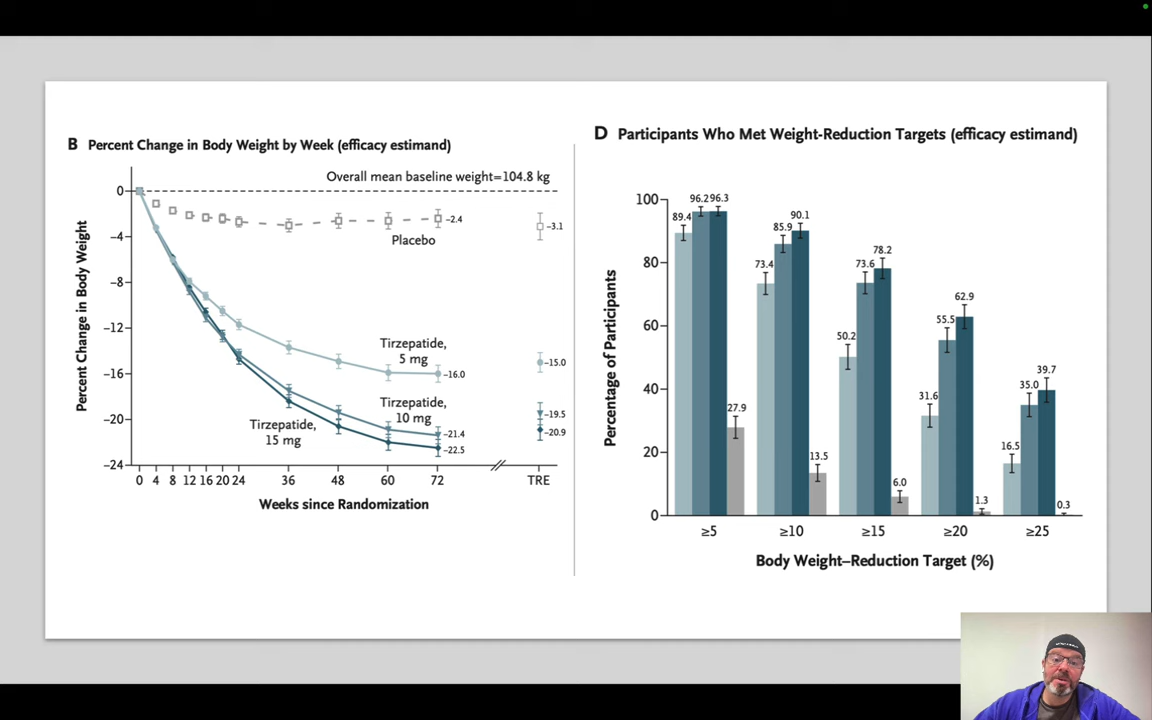 B Percent Change in Body Weight by Week (efficacy estimand)
Overall mean baseline weight=104.8 kg
Percent Change in Body Weight
0
−4
−8
−12
−16
−20
−24
−2.4
Placebo
−3.1
Tirzepatide,
5 mg
−16.0
−15.0
Tirzepatide,
10 mg
−21.4
−19.5
Tirzepatide,
15 mg
−22.5
−20.9
0 4 8 12 16 20 24 36 48 60 72 TRE
Weeks since Randomization
D Participants Who Met Weight-Reduction Targets (efficacy estimand)
Percentage of Participants
100
80
60
40
20
0
89.4 96.2 96.3 27.9
73.4 85.9 90.1 13.5
50.2 73.6 78.2 6.0
31.6 55.5 62.9 1.3
16.5 35.0 39.7 0.3
≥5 ≥10 ≥15 ≥20 ≥25
Body Weight–Reduction Target (%)